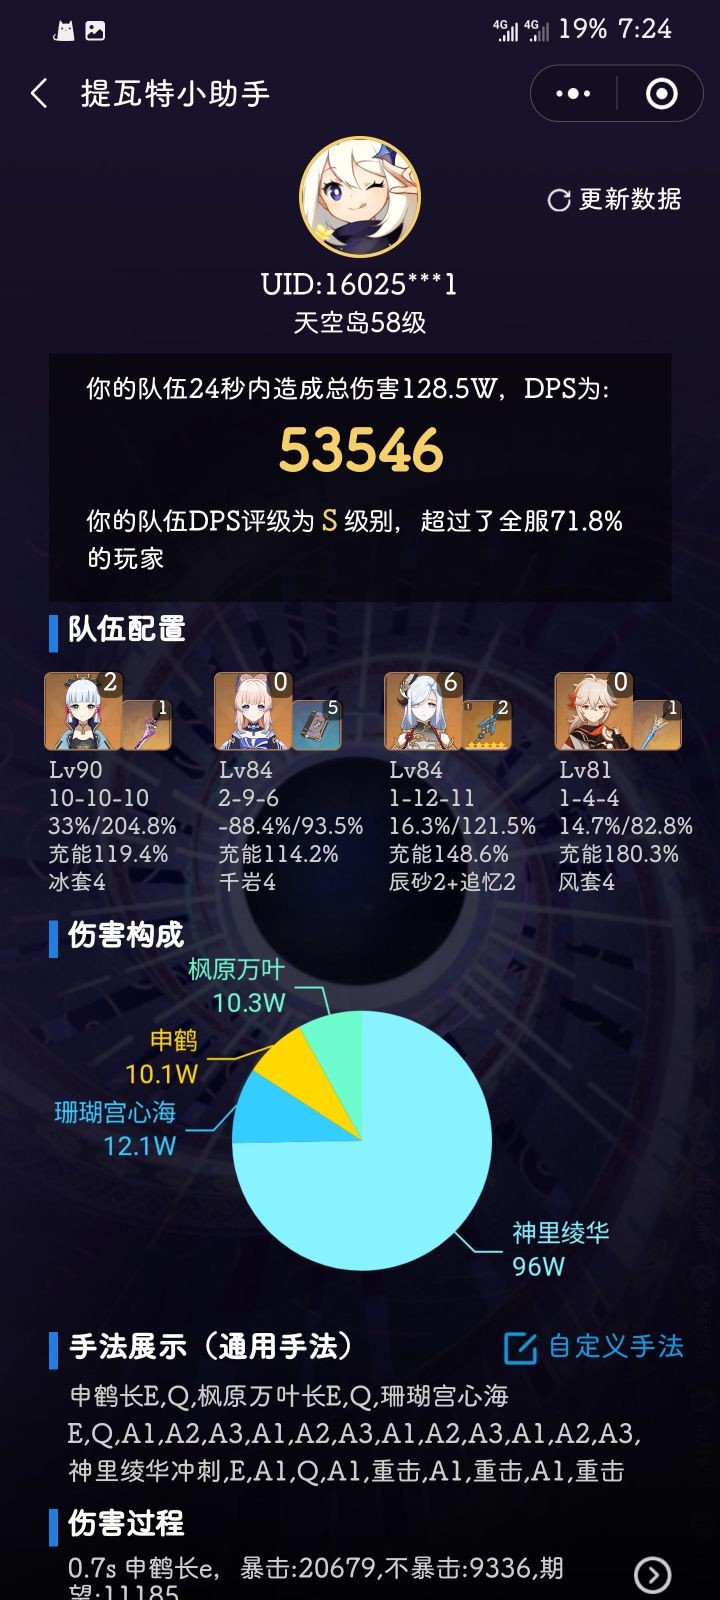 4G 4G 19% 7:24
提瓦特小助手
更新数据
UID:16025***1
天空岛58级
你的队伍24秒内造成总伤害128.5W，DPS为:
53546
你的队伍DPS评级为 S 级别，超过了全服71.8%
的玩家
队伍配置
2 1 0 5 6 1 2 0 1
Lv90 Lv84 Lv84 Lv81
10-10-10 2-9-6 1-12-11 1-4-4
33%/204.8% -88.4%/93.5% 16.3%/121.5% 14.7%/82.8%
充能119.4% 充能114.2% 充能148.6% 充能180.3%
冰套4 千岩4 辰砂2+追忆2 风套4
伤害构成
枫原万叶
10.3W
申鹤
10.1W
珊瑚宫心海
12.1W
神里绫华
96W
手法展示（通用手法） 自定义手法
申鹤长E,Q,枫原万叶长E,Q,珊瑚宫心海
E,Q,A1,A2,A3,A1,A2,A3,A1,A2,A3,A1,A2,A3,
神里绫华冲刺,E,A1,Q,A1,重击,A1,重击,A1,重击
伤害过程
0.7s 申鹤长e，暴击:20679,不暴击:9336,期
望:11185